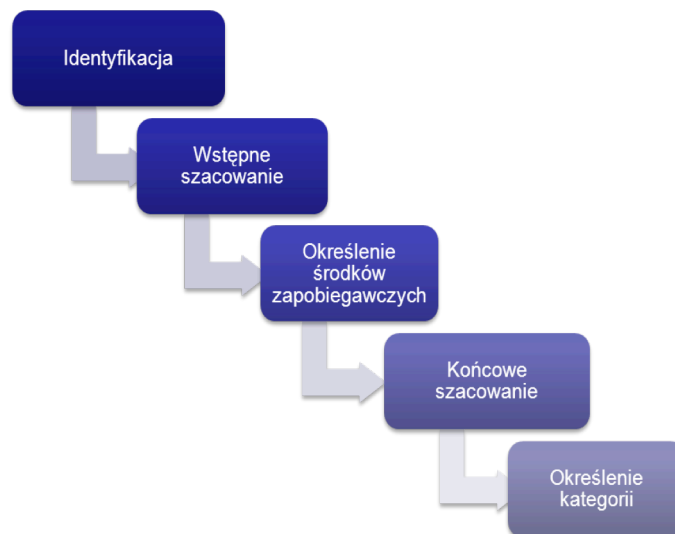 Identyfikacja
Wstępne
szacowanie
Określenie
środków
zapobiegawczych
Końcowe
szacowanie
Określenie
kategorii